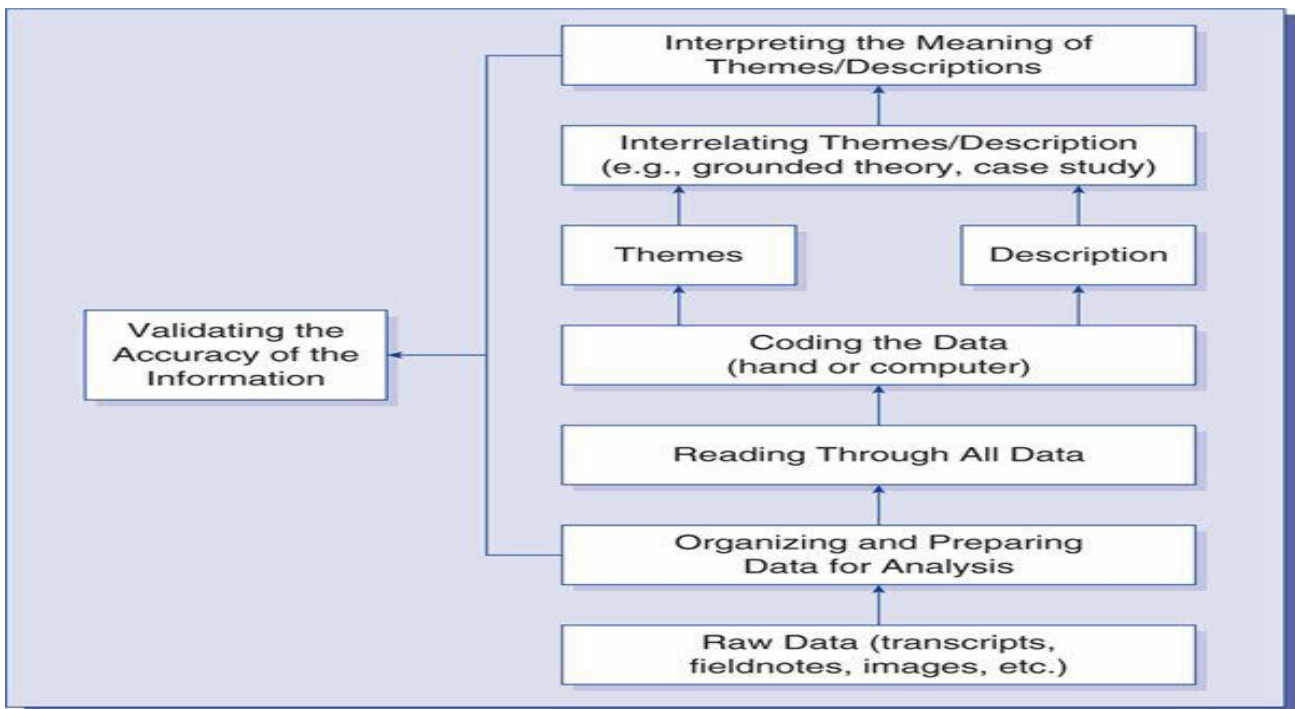 Interpreting the Meaning of
Themes/Descriptions
Interrelating Themes/Description
(e.g., grounded theory, case study)
Themes
Description
Validating the
Accuracy of the
Information
Coding the Data
(hand or computer)
Reading Through All Data
Organizing and Preparing
Data for Analysis
Raw Data (transcripts,
fieldnotes, images, etc.)